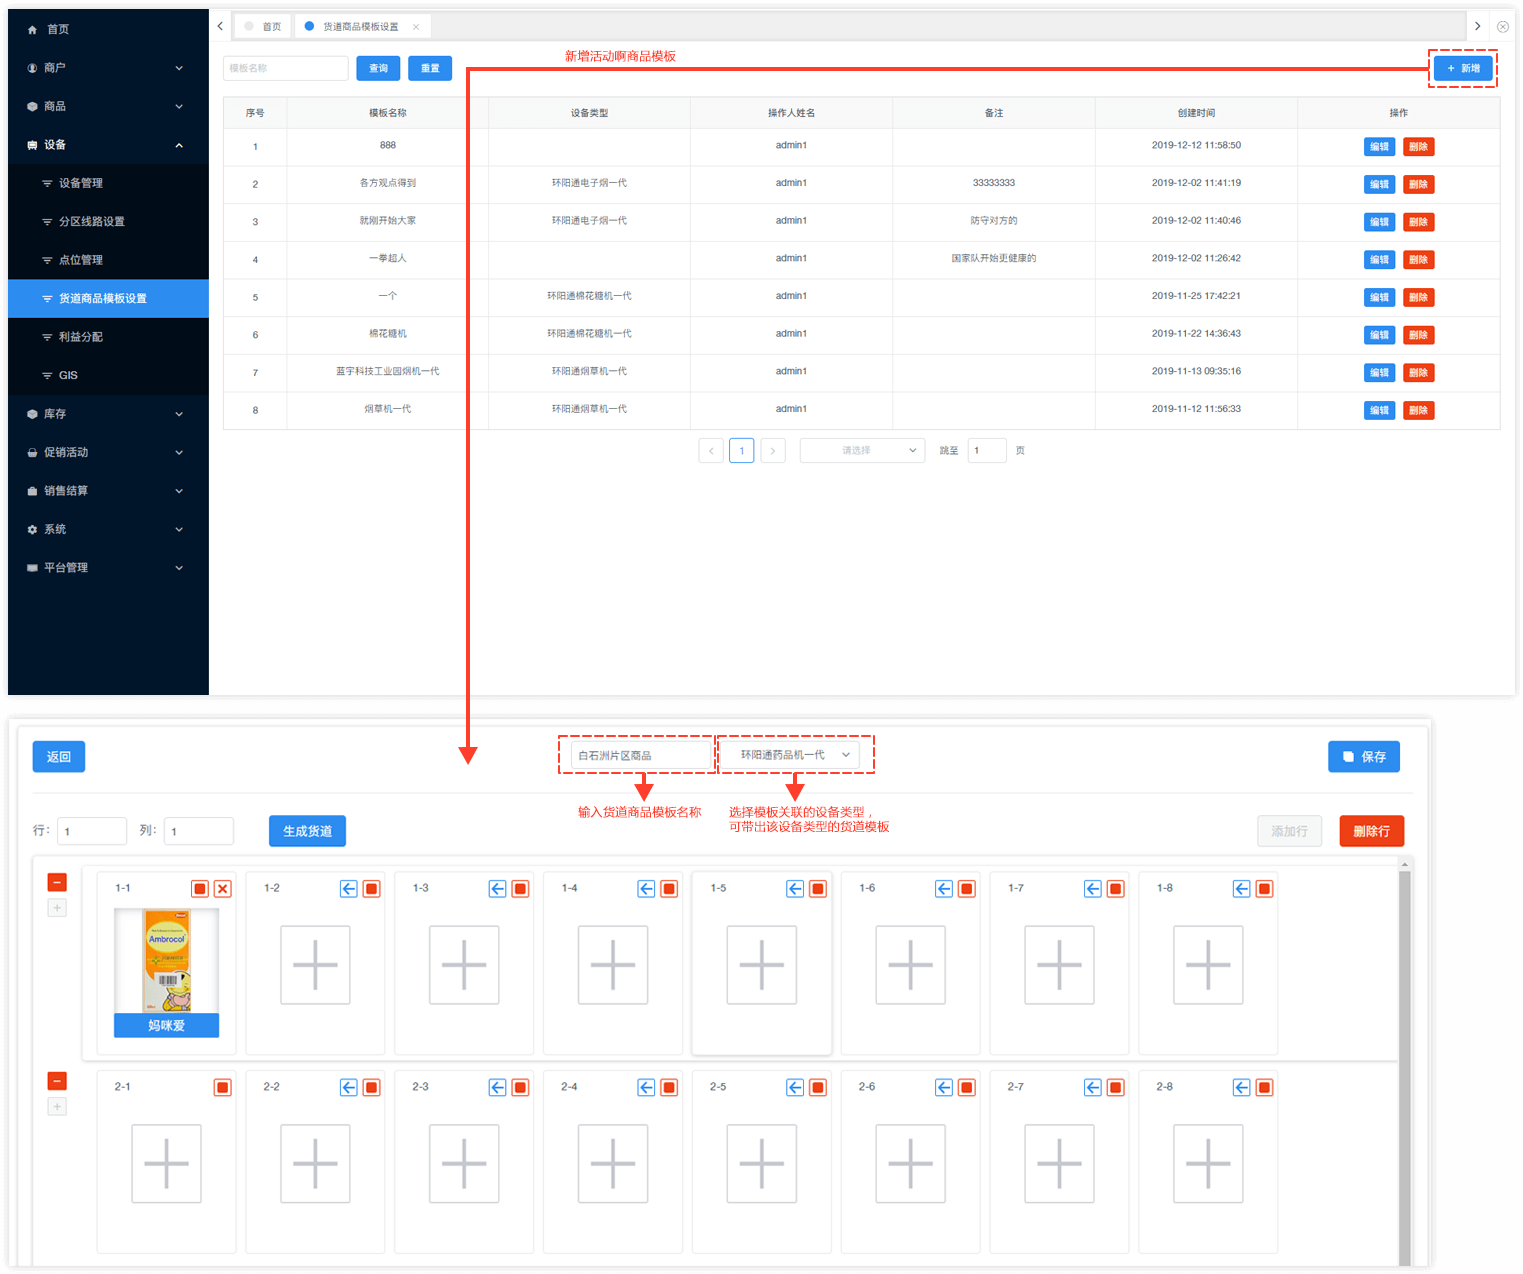 首页
商户
商品
设备
设备管理
分区线路设置
点位管理
货道商品模板设置
利益分配
GIS
库存
促销活动
销售结算
系统
平台管理
首页
货道商品模板设置
新增活动啊商品模板
模板名称
查询
重置
+ 新增
序号 模板名称 设备类型 操作人姓名 备注 创建时间 操作
1 888 admin1 2019-12-12 11:58:50 编辑 删除
2 各方观点得到 环阳通电子烟一代 admin1 33333333 2019-12-02 11:41:19 编辑 删除
3 就刚开始大家 环阳通电子烟一代 admin1 防守对方的 2019-12-02 11:40:46 编辑 删除
4 一拳超人 admin1 国家队开始更健康的 2019-12-02 11:26:42 编辑 删除
5 一个 环阳通棉花糖机一代 admin1 2019-11-25 17:42:21 编辑 删除
6 棉花糖机 环阳通棉花糖机一代 admin1 2019-11-22 14:36:43 编辑 删除
7 蓝宇科技工业园烟机一代 环阳通烟草机一代 admin1 2019-11-13 09:35:16 编辑 删除
8 烟草机一代 环阳通烟草机一代 admin1 2019-11-12 11:56:33 编辑 删除
< 1 > 请选择 跳至 1 页
返回
白石洲片区商品
环阳通药品机一代
保存
输入货道商品模板名称
选择模板关联的设备类型，
可带出该设备类型的货道模板
行: 1 列: 1 生成货道
添加行
删除行
1-1 1-2 1-3 1-4 1-5 1-6 1-7 1-8
Ambrocol
妈咪爱
2-1 2-2 2-3 2-4 2-5 2-6 2-7 2-8